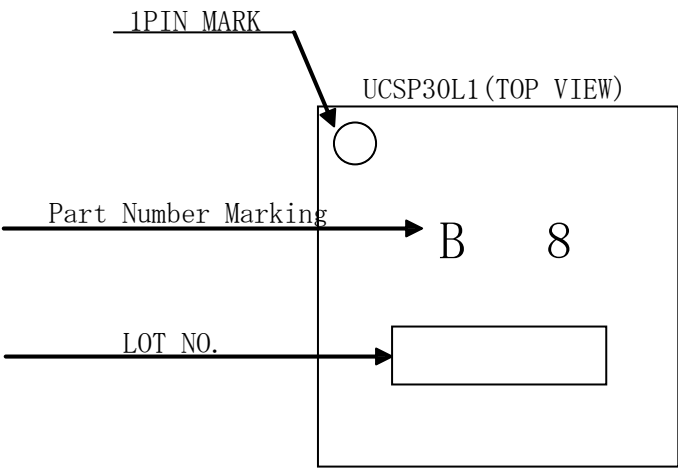 1PIN MARK
UCSP30L1(TOP VIEW)
Part Number Marking
B 8
LOT NO.